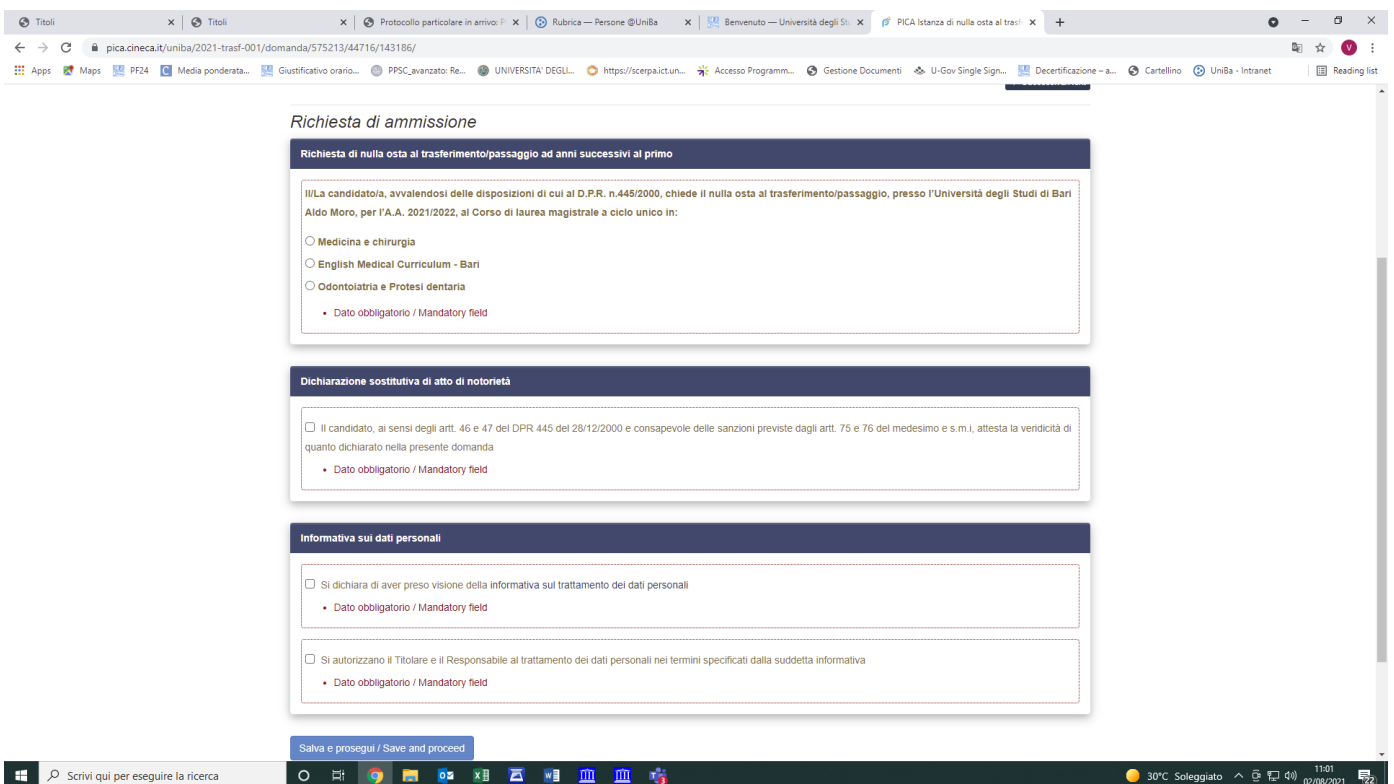 Titoli
Titoli
Protocollo particolare in arrivo: P
Rubrica — Persone @UniBa
Benvenuto — Università degli St
PICA Istanza di nulla osta al trasf
pica.cineca.it/uniba/2021-trasf-001/domanda/575213/44716/143186/
V
Apps
Maps
PF24
Media ponderata...
Giustificativo orario...
PPSC_avanzato: Re...
UNIVERSITA' DEGLI...
https://scerpa.ict.un...
Accesso Programm...
Gestione Documenti
U-Gov Single Sign...
Decertificazione – a...
Cartellino
UniBa - Intranet
Reading list
Richiesta di ammissione
Richiesta di nulla osta al trasferimento/passaggio ad anni successivi al primo
Il/La candidato/a, avvalendosi delle disposizioni di cui al D.P.R. n.445/2000, chiede il nulla osta al trasferimento/passaggio, presso l'Università degli Studi di Bari
Aldo Moro, per l'A.A. 2021/2022, al Corso di laurea magistrale a ciclo unico in:
Medicina e chirurgia
English Medical Curriculum - Bari
Odontoiatria e Protesi dentaria
• Dato obbligatorio / Mandatory field
Dichiarazione sostitutiva di atto di notorietà
Il candidato, ai sensi degli artt. 46 e 47 del DPR 445 del 28/12/2000 e consapevole delle sanzioni previste dagli artt. 75 e 76 del medesimo e s.m.i, attesta la veridicità di
quanto dichiarato nella presente domanda
• Dato obbligatorio / Mandatory field
Informativa sui dati personali
Si dichiara di aver preso visione della informativa sul trattamento dei dati personali
• Dato obbligatorio / Mandatory field
Si autorizzano il Titolare e il Responsabile al trattamento dei dati personali nei termini specificati dalla suddetta informativa
• Dato obbligatorio / Mandatory field
Salva e prosegui / Save and proceed
Scrivi qui per eseguire la ricerca
30°C Soleggiato
11:01
02/08/2021
22